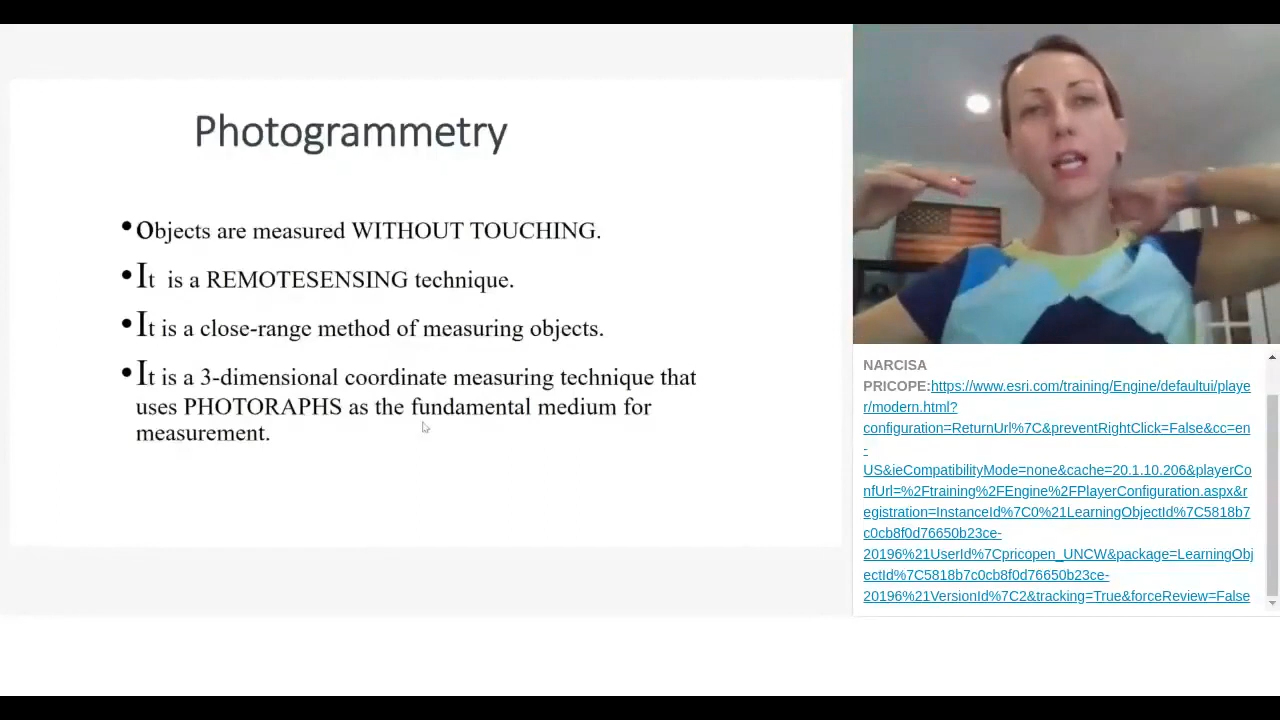 Photogrammetry
•Objects are measured WITHOUT TOUCHING.
•It is a REMOTESENSING technique.
•It is a close-range method of measuring objects.
•It is a 3-dimensional coordinate measuring technique that
uses PHOTORAPHS as the fundamental medium for
measurement.
NARCISA
PRICOPE:https://www.esri.com/training/Engine/defaultui/playe
r/modern.html?
configuration=ReturnUrl%7C&preventRightClick=False&cc=en
-
US&ieCompatibilityMode=none&cache=20.1.10.206&playerCo
nfUrl=%2Ftraining%2FEngine%2FPlayerConfiguration.aspx&r
egistration=InstanceId%7C0%21LearningObjectId%7C5818b7
c0cb8f0d76650b23ce-
20196%21UserId%7Cpricopen_UNCW&package=LearningObj
ectId%7C5818b7c0cb8f0d76650b23ce-
20196%21VersionId%7C2&tracking=True&forceReview=False